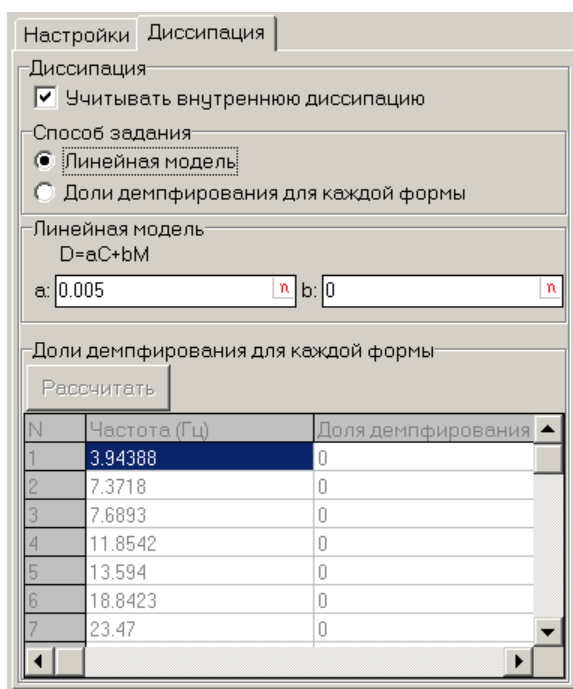 Настройки Диссипация
Диссипация
Учитывать внутреннюю диссипацию
Способ задания
Линейная модель
Доли демпфирования для каждой формы
Линейная модель
D=aC+bM
a: 0.005 n b: 0 n
Доли демпфирования для каждой формы
Рассчитать
N Частота (Гц) Доля демпфирования
1 3.94388 0
2 7.3718 0
3 7.6893 0
4 11.8542 0
5 13.594 0
6 18.8423 0
7 23.47 0